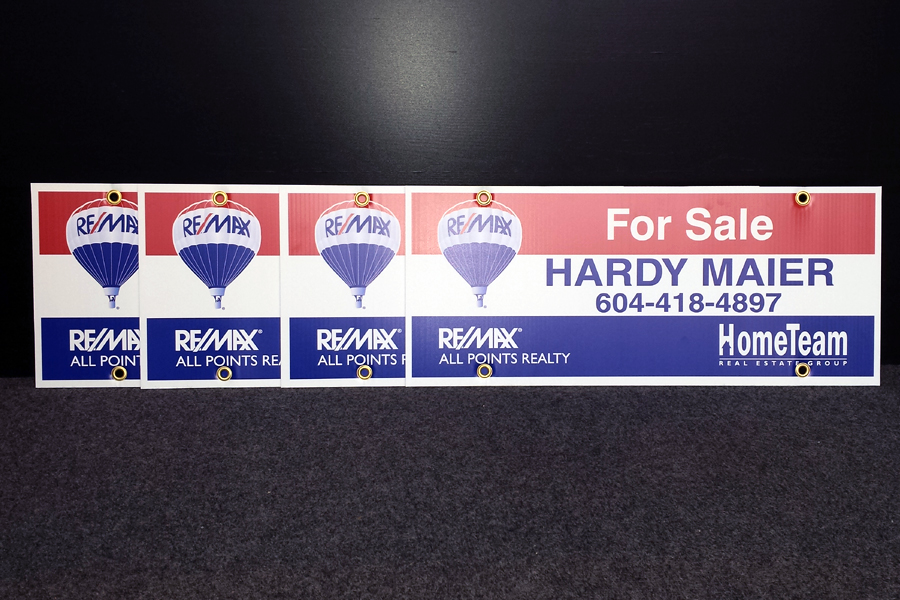 RE/MAX
RE/MAX®
ALL POINT
RE/MAX
RE/MAX®
ALL POINTS REA
RE/MAX
RE/MAX®
ALL POINTS R
RE/MAX
For Sale
HARDY MAIER
604-418-4897
RE/MAX®
ALL POINTS REALTY
HomeTeam
REAL ESTATE GROUP